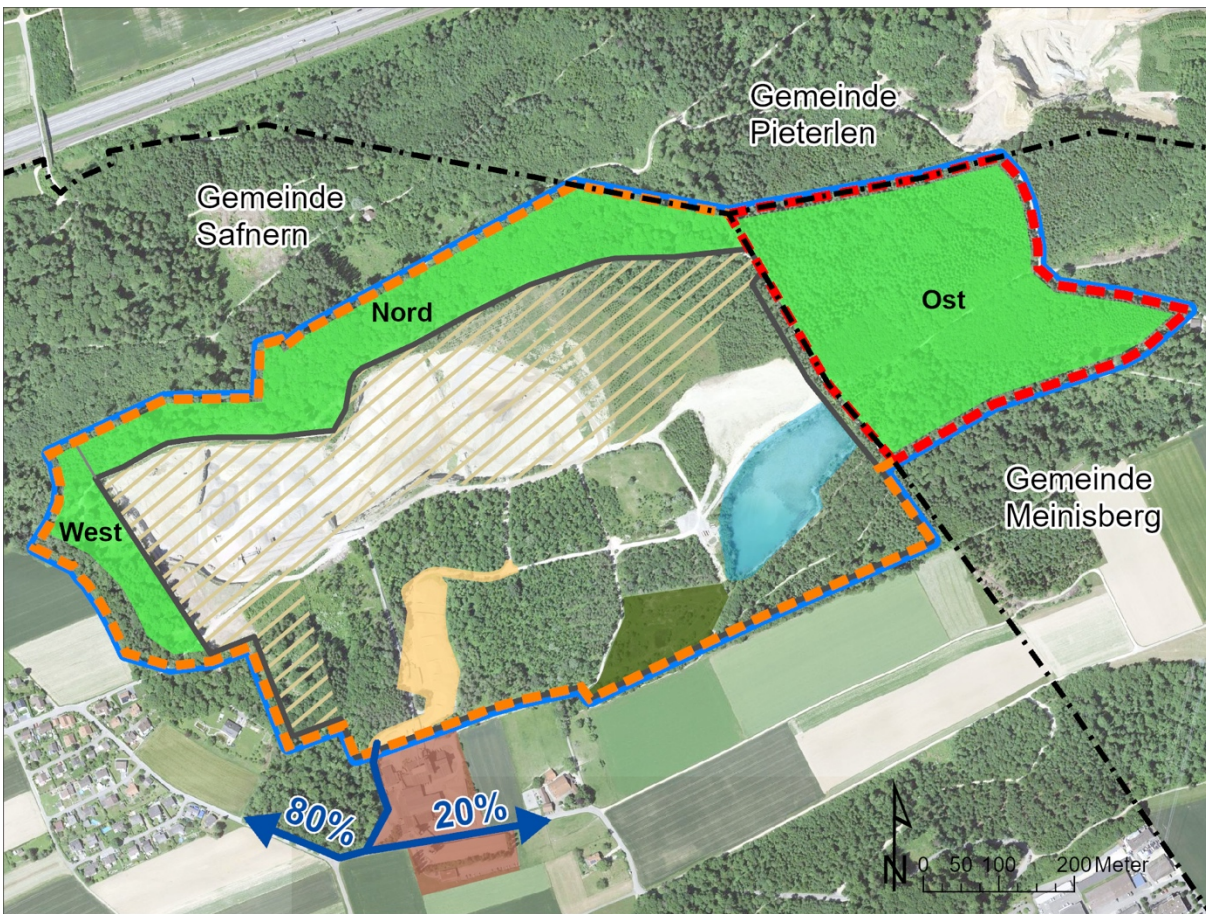 Gemeinde
Pieterlen
Gemeinde
Safnern
Nord
Ost
West
Gemeinde
Meinisberg
80%
20%
N
0 50 100 200 Meter